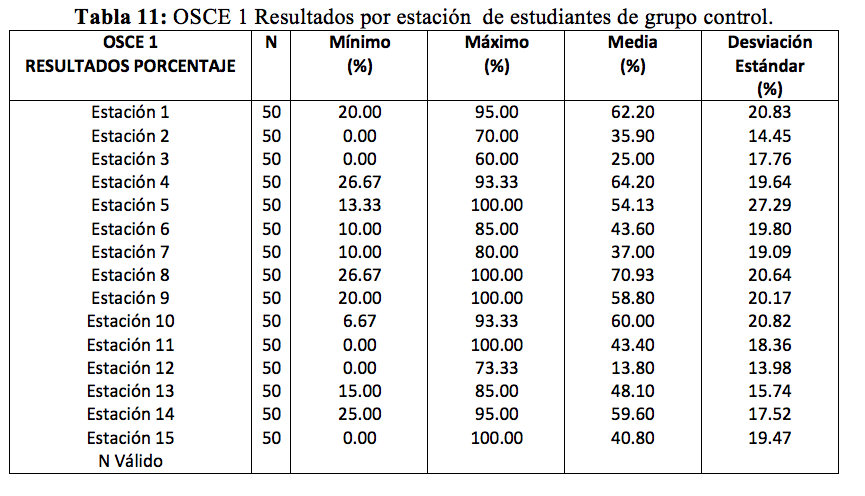 Tabla 11: OSCE 1 Resultados por estación de estudiantes de grupo control.
OSCE 1 RESULTADOS PORCENTAJE N Mínimo (%) Máximo (%) Media (%) Desviación Estándar (%)
Estación 1 50 20.00 95.00 62.20 20.83
Estación 2 50 0.00 70.00 35.90 14.45
Estación 3 50 0.00 60.00 25.00 17.76
Estación 4 50 26.67 93.33 64.20 19.64
Estación 5 50 13.33 100.00 54.13 27.29
Estación 6 50 10.00 85.00 43.60 19.80
Estación 7 50 10.00 80.00 37.00 19.09
Estación 8 50 26.67 100.00 70.93 20.64
Estación 9 50 20.00 100.00 58.80 20.17
Estación 10 50 6.67 93.33 60.00 20.82
Estación 11 50 0.00 100.00 43.40 18.36
Estación 12 50 0.00 73.33 13.80 13.98
Estación 13 50 15.00 85.00 48.10 15.74
Estación 14 50 25.00 95.00 59.60 17.52
Estación 15 50 0.00 100.00 40.80 19.47
N Válido